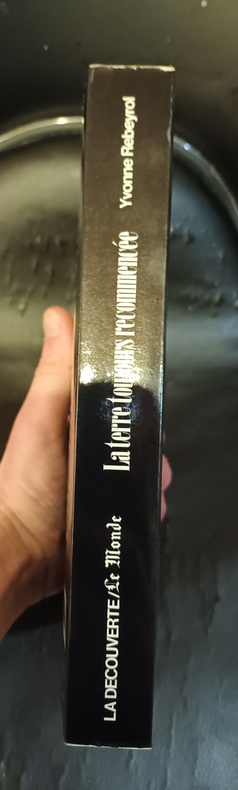 Yvonne Rebeyrol
La terre toujours recommencée
LA DECOUVERTE/Le Monde